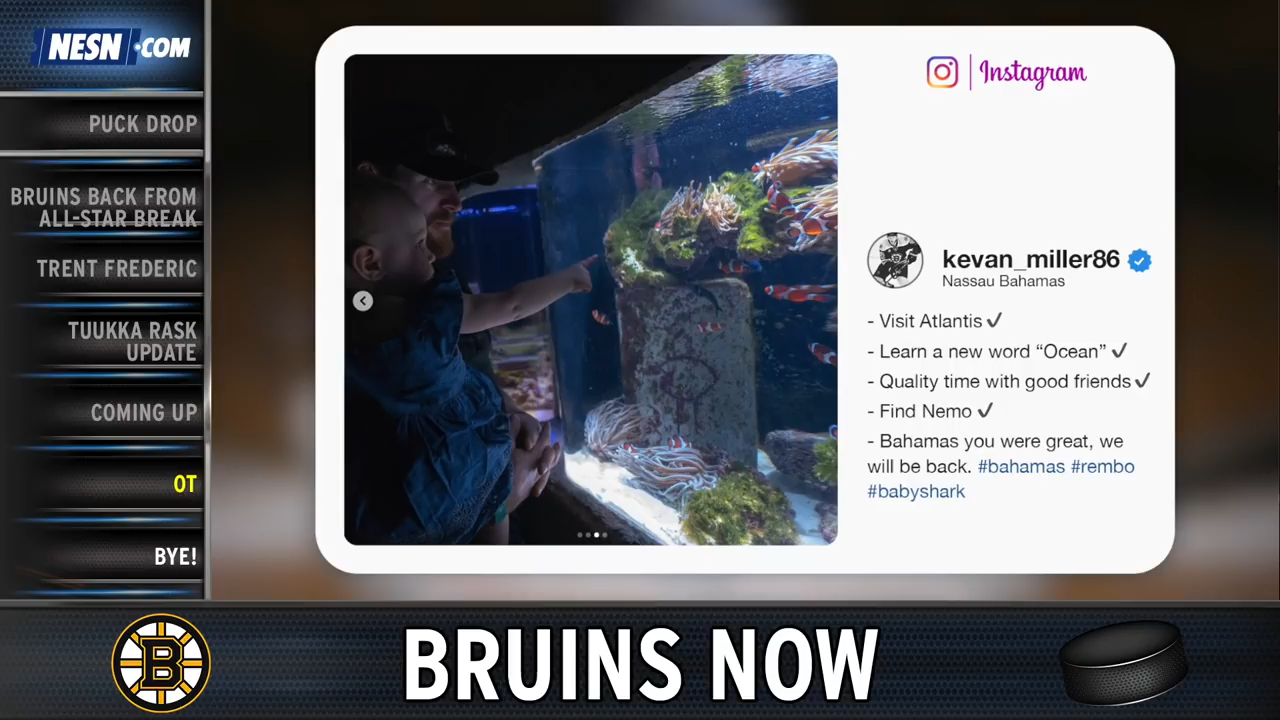 NESN.COM
PUCK DROP
BRUINS BACK FROM
ALL-STAR BREAK
TRENT FREDERIC
TUUKKA RASK
UPDATE
COMING UP
OT
BYE!
Instagram
kevan_miller86
Nassau Bahamas
- Visit Atlantis ✓
- Learn a new word “Ocean” ✓
- Quality time with good friends ✓
- Find Nemo ✓
- Bahamas you were great, we
will be back. #bahamas #rembo
#babyshark
B
BRUINS NOW